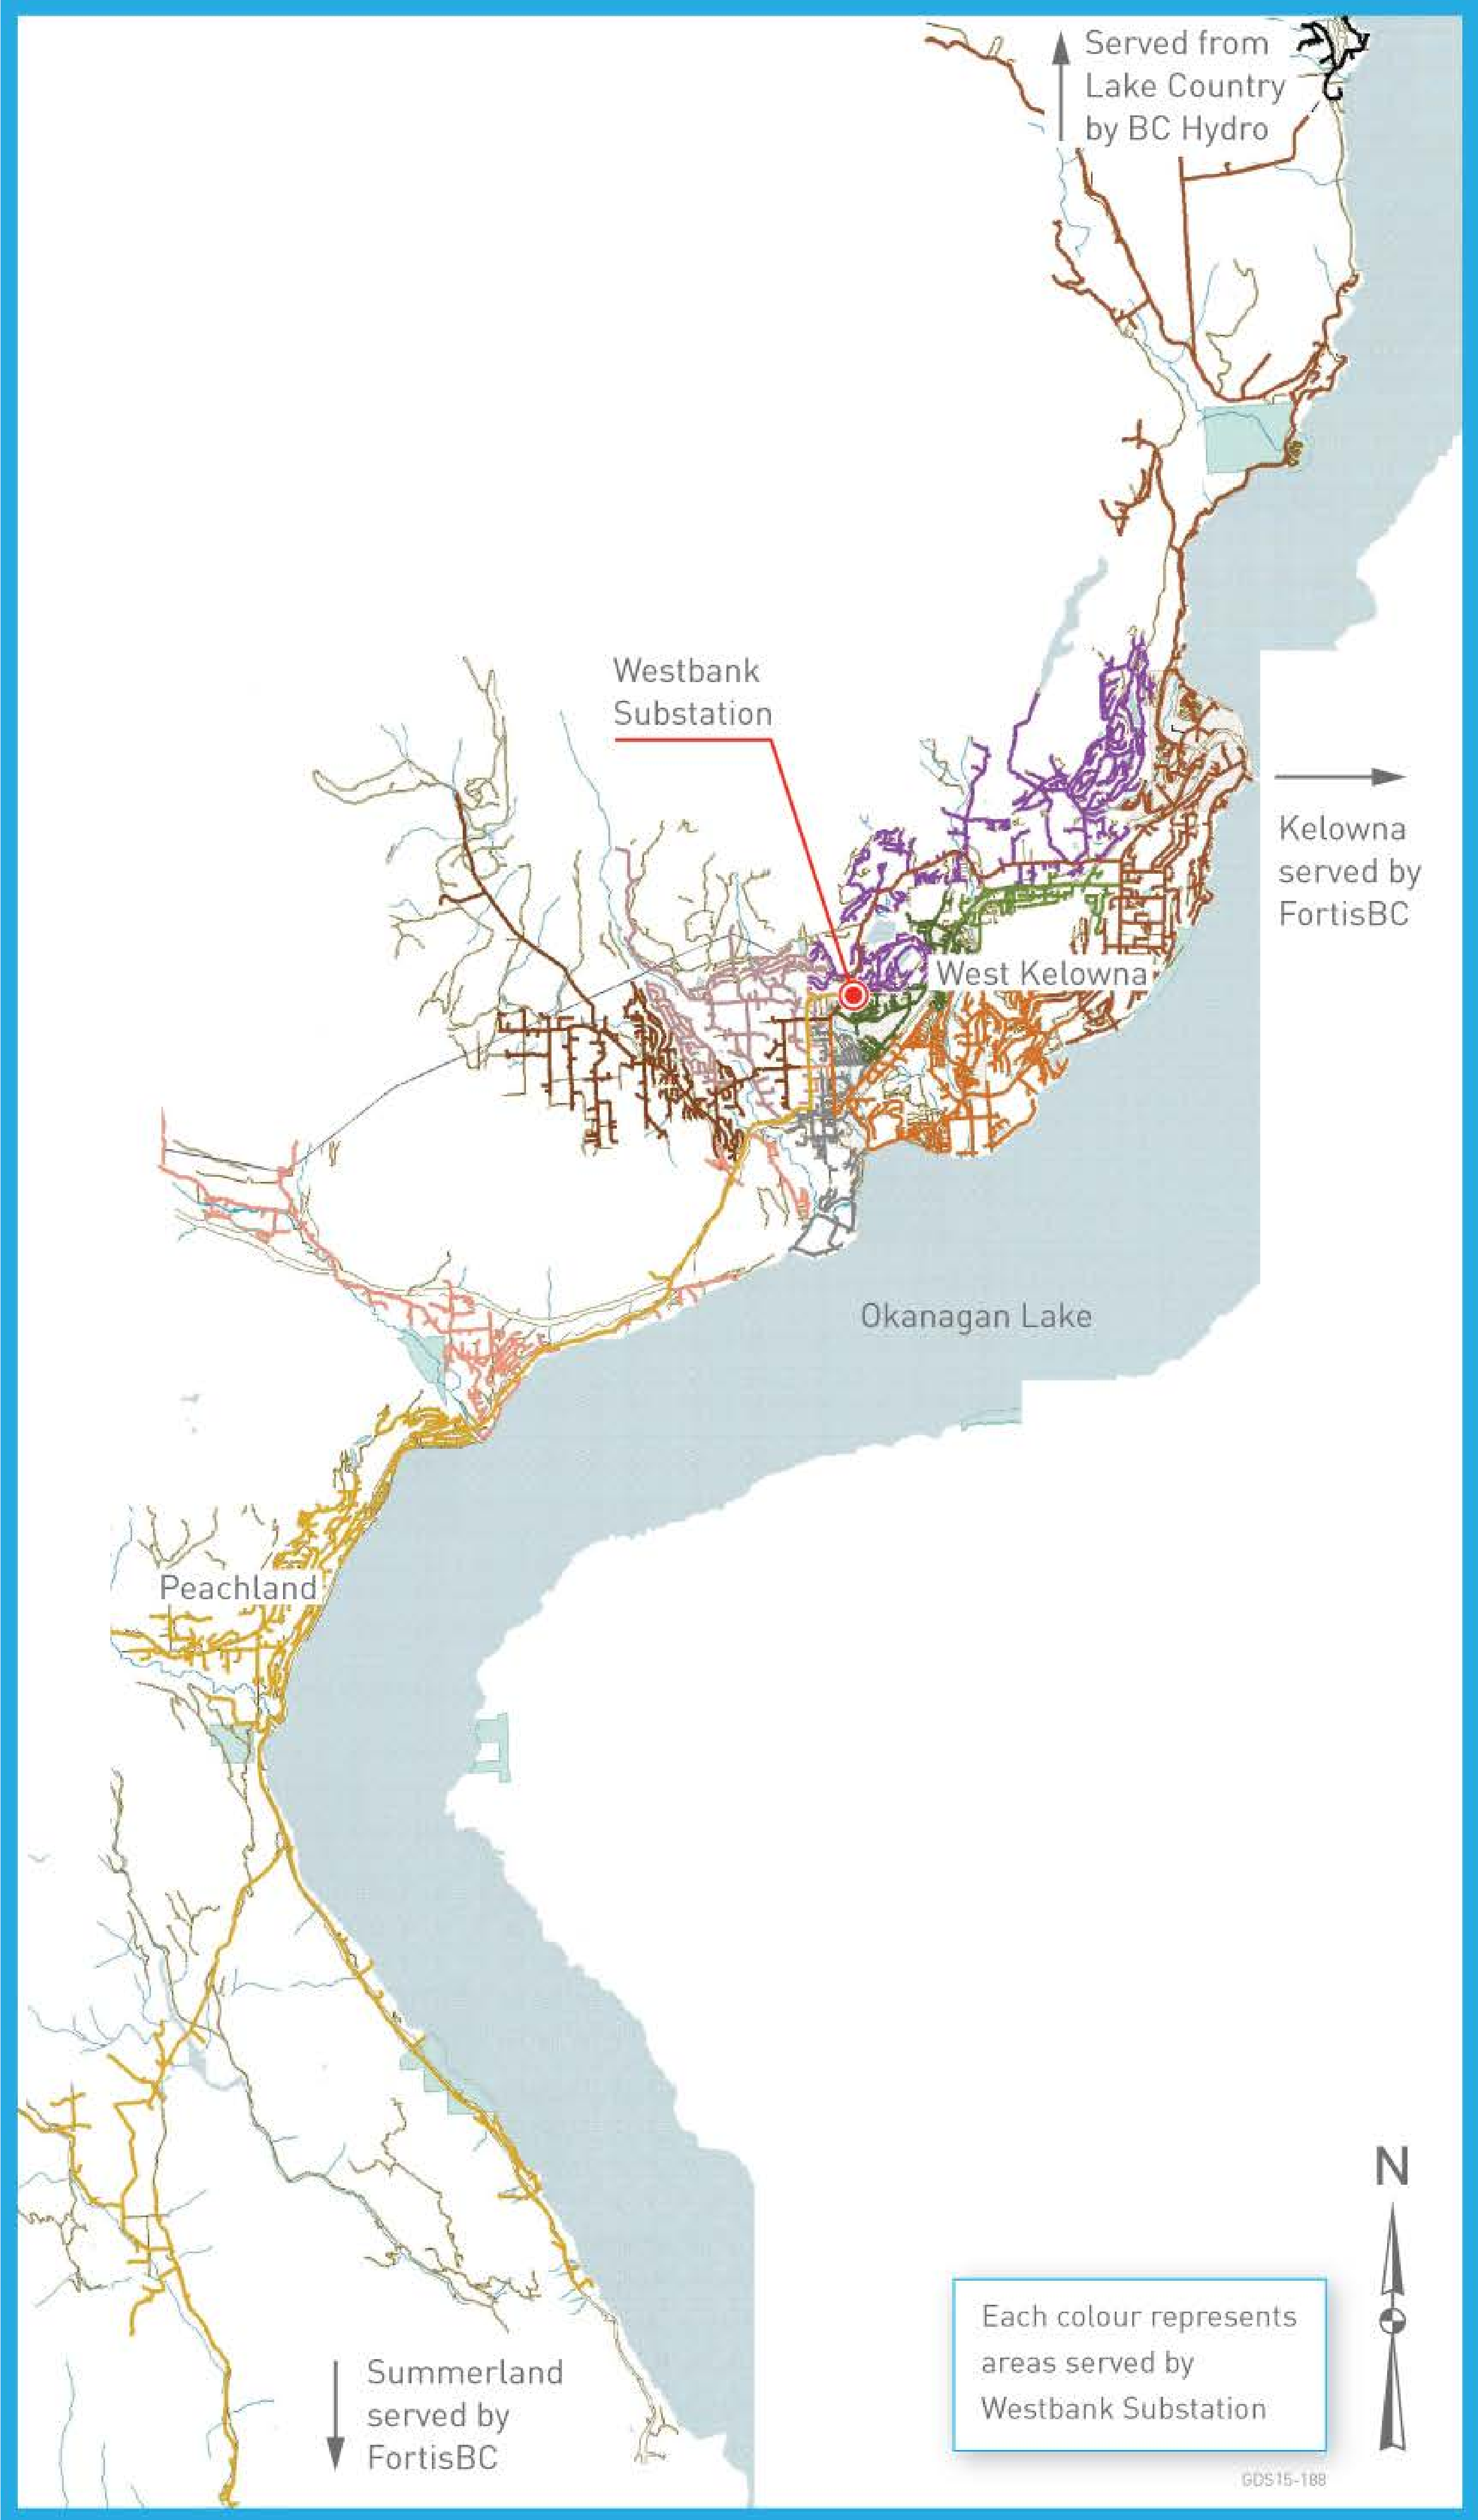 Served from
Lake Country
by BC Hydro
Westbank
Substation
Kelowna
served by
FortisBC
West Kelowna
Okanagan Lake
Peachland
N
Each colour represents
areas served by
Westbank Substation
Summerland
served by
FortisBC
GDS15-188